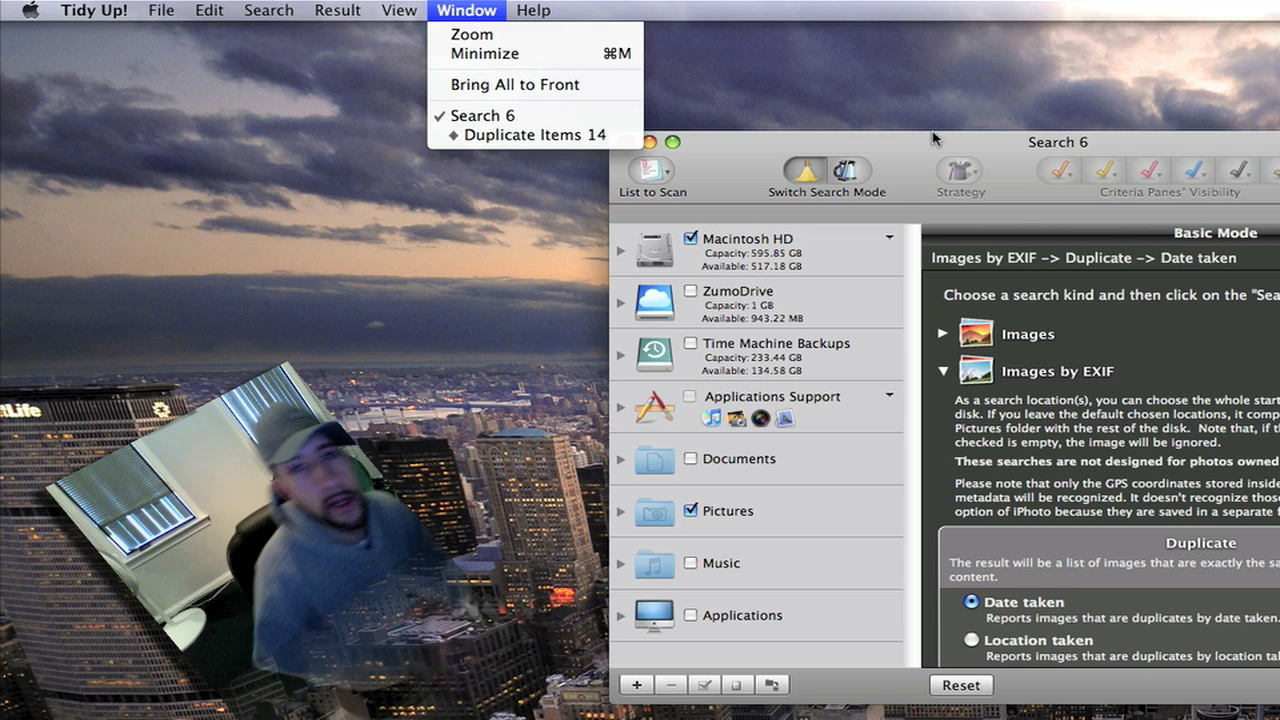 Tidy Up! File Edit Search Result View Window Help
Zoom
Minimize ⌘M
Bring All to Front
✓ Search 6
◆ Duplicate Items 14
Search 6
List to Scan
Switch Search Mode
Strategy
Criteria Panes' Visibility
Macintosh HD
Capacity:595.85 GB
Available: 517.18 GB
ZumoDrive
Capacity: 1 GB
Available: 943.22 MB
Time Machine Backups
Capacity:233.44 GB
Available: 134.58 GB
Applications Support
Documents
Pictures
Music
Applications
Basic Mode
Images by EXIF -> Duplicate -> Date taken
Choose a search kind and then click on the "Sea
Images
Images by EXIF
As a search location(s), you can choose the whole start
disk. If you leave the default chosen locations, it comp
Pictures folder with the rest of the disk. Note that, if th
checked is empty, the image will be ignored.
These searches are not designed for photos owned
Please note that only the GPS coordinates stored inside
metadata will be recognized. It doesn't recognize thos
option of iPhoto because they are saved in a separate f
Duplicate
The result will be a list of images that are exactly the sa
content.
Date taken
Reports images that are duplicates by date taken.
Location taken
Reports images that are duplicates by location tal
Reset
tLife